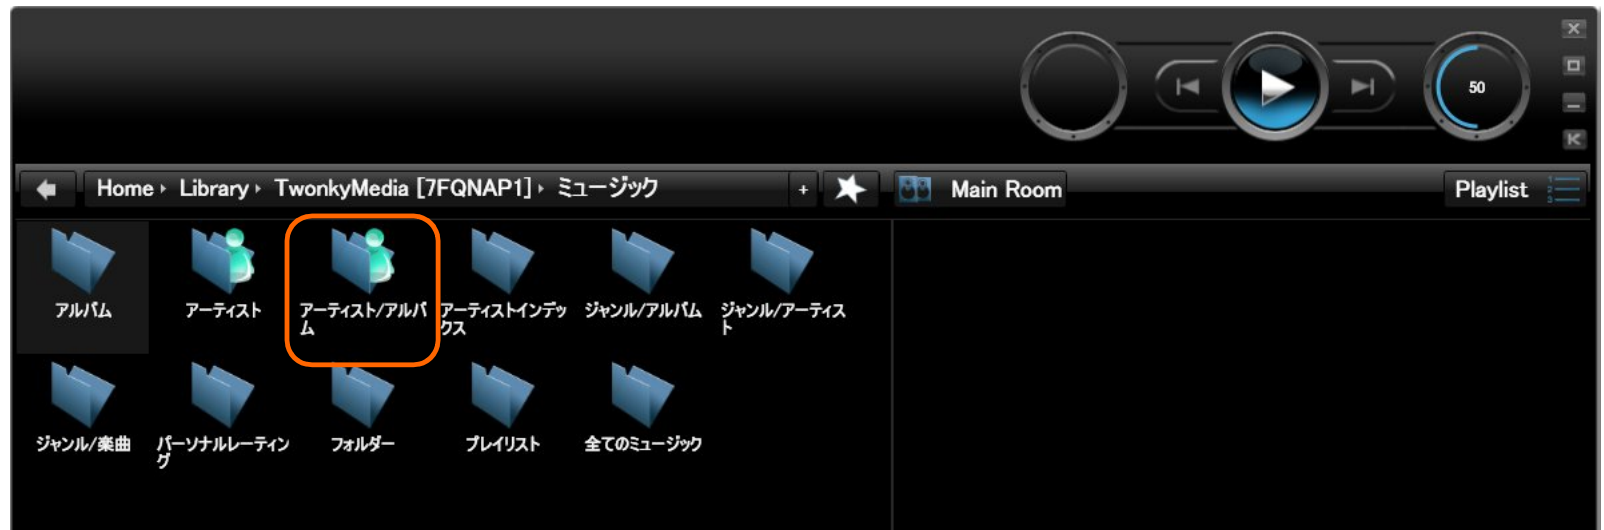 50
Home › Library › TwonkyMedia [7FQNAP1] › ミュージック
+
Main Room
Playlist
1
2
3
アルバム
アーティスト
アーティスト/アルバ
ム
アーティストインデッ
クス
ジャンル/アルバム
ジャンル/アーティス
ト
ジャンル/楽曲
パーソナルレーティン
グ
フォルダー
プレイリスト
全てのミュージック